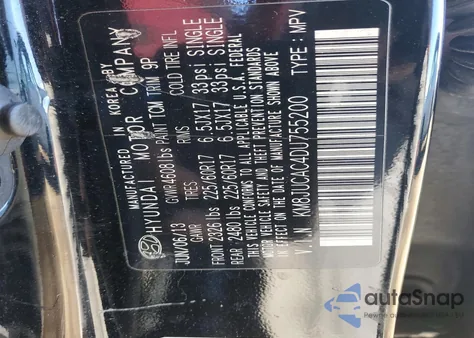 MANUFACTURED IN KOREA BY
HYUNDAI MOTOR COMPANY
JUN/06/13 GVWR4608 lbs PAINT TCM TRIM 9P
GAWR TIRES RIMS COLD TIRE INFL
FRONT 2326 lbs 225/60R17 6.5JX17 33psi SINGLE
REAR 2480 lbs 225/60R17 6.5JX17 33psi SINGLE
THIS VEHICLE CONFORMS TO ALL APPLICABLE U.S.A. FEDERAL
MOTOR VEHICLE SAFETY, BUMPER, AND THEFT PREVENTION STANDARDS
IN EFFECT ON THE DATE OF MANUFACTURE SHOWN ABOVE.
KM8JUCAC4DU755200
V.I.N TYPE: MPV
autoSnap